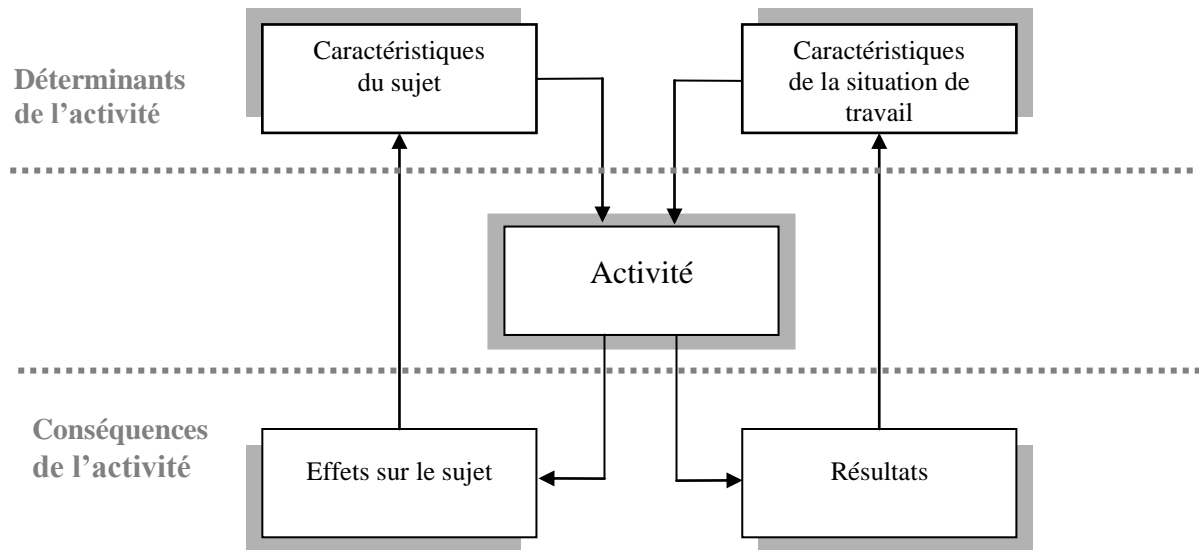 Déterminants
de l’activité
Caractéristiques
du sujet
Caractéristiques
de la situation de
travail
Activité
Conséquences
de l’activité
Effets sur le sujet
Résultats